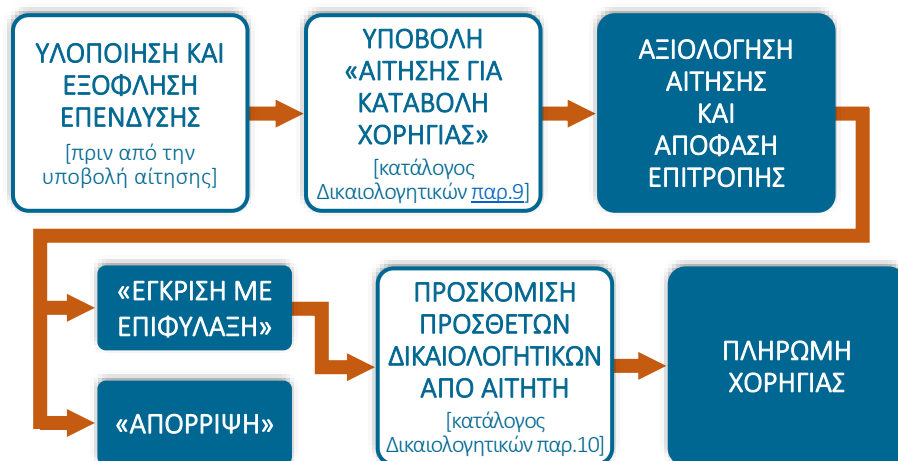 ΥΛΟΠΟΙΗΣΗ ΚΑΙ
ΕΞΟΦΛΗΣΗ
ΕΠΕΝΔΥΣΗΣ
[πριν από την
υποβολή αίτησης]
ΥΠΟΒΟΛΗ
«ΑΙΤΗΣΗΣ ΓΙΑ
ΚΑΤΑΒΟΛΗ
ΧΟΡΗΓΙΑΣ»
[κατάλογος
Δικαιολογητικών παρ.9]
ΑΞΙΟΛΟΓΗΣΗ
ΑΙΤΗΣΗΣ
ΚΑΙ
ΑΠΟΦΑΣΗ
ΕΠΙΤΡΟΠΗΣ
«ΕΓΚΡΙΣΗ ΜΕ
ΕΠΙΦΥΛΑΞΗ»
«ΑΠΟΡΡΙΨΗ»
ΠΡΟΣΚΟΜΙΣΗ
ΠΡΟΣΘΕΤΩΝ
ΔΙΚΑΙΟΛΟΓΗΤΙΚΩΝ
ΑΠΟ ΑΙΤΗΤΗ
[κατάλογος
Δικαιολογητικών παρ.10]
ΠΛΗΡΩΜΗ
ΧΟΡΗΓΙΑΣ